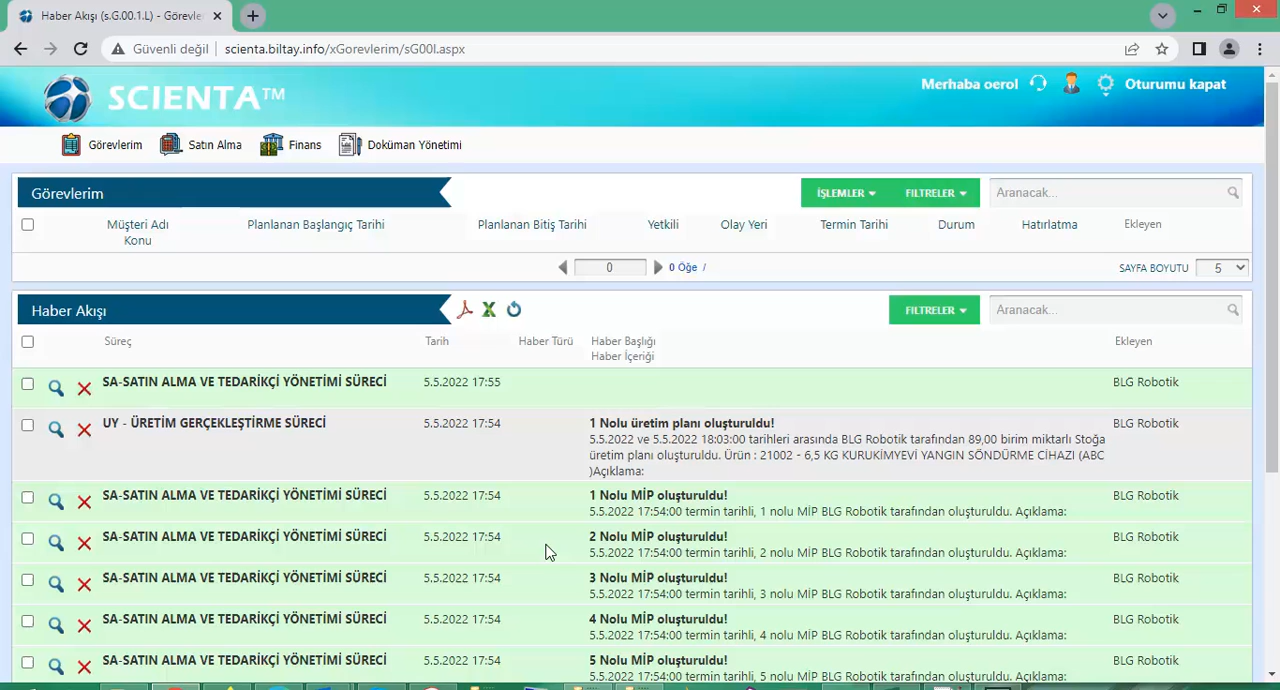 Haber Akışı (s.G.00.1.L) - Görevle
Güvenli değil
scienta.biltay.info/xGorevlerim/sG00l.aspx
SCIENTA™
Merhaba oerol
Oturumu kapat
Görevlerim
Satın Alma
Finans
Doküman Yönetimi
Görevlerim
İŞLEMLER
FILTRELER
Aranacak...
Müşteri Adı
Konu
Planlanan Başlangıç Tarihi
Planlanan Bitiş Tarihi
Yetkili
Olay Yeri
Termin Tarihi
Durum
Hatırlatma
Ekleyen
0
0 Öğe /
SAYFA BOYUTU
5
Haber Akışı
FILTRELER
Aranacak...
Süreç
Tarih
Haber Türü
Haber Başlığı
Haber İçeriği
Ekleyen
SA-SATIN ALMA VE TEDARİKÇİ YÖNETİMİ SÜRECİ
5.5.2022 17:55
BLG Robotik
UY - ÜRETİM GERÇEKLEŞTİRME SÜRECİ
5.5.2022 17:54
1 Nolu üretim planı oluşturuldu!
5.5.2022 ve 5.5.2022 18:03:00 tarihleri arasında BLG Robotik tarafından 89,00 birim miktarlı Stoğa
üretim planı oluşturuldu. Ürün : 21002 - 6,5 KG KURUKİMYEVİ YANGIN SÖNDÜRME CİHAZI (ABC
)Açıklama:
BLG Robotik
SA-SATIN ALMA VE TEDARİKÇİ YÖNETİMİ SÜRECİ
5.5.2022 17:54
1 Nolu MİP oluşturuldu!
5.5.2022 17:54:00 termin tarihli, 1 nolu MİP BLG Robotik tarafından oluşturuldu. Açıklama:
BLG Robotik
SA-SATIN ALMA VE TEDARİKÇİ YÖNETİMİ SÜRECİ
5.5.2022 17:54
2 Nolu MİP oluşturuldu!
5.5.2022 17:54:00 termin tarihli, 2 nolu MİP BLG Robotik tarafından oluşturuldu. Açıklama:
BLG Robotik
SA-SATIN ALMA VE TEDARİKÇİ YÖNETİMİ SÜRECİ
5.5.2022 17:54
3 Nolu MİP oluşturuldu!
5.5.2022 17:54:00 termin tarihli, 3 nolu MİP BLG Robotik tarafından oluşturuldu. Açıklama:
BLG Robotik
SA-SATIN ALMA VE TEDARİKÇİ YÖNETİMİ SÜRECİ
5.5.2022 17:54
4 Nolu MİP oluşturuldu!
5.5.2022 17:54:00 termin tarihli, 4 nolu MİP BLG Robotik tarafından oluşturuldu. Açıklama:
BLG Robotik
SA-SATIN ALMA VE TEDARİKÇİ YÖNETİMİ SÜRECİ
5.5.2022 17:54
5 Nolu MİP oluşturuldu!
5.5.2022 17:54:00 termin tarihli, 5 nolu MİP BLG Robotik tarafından oluşturuldu. Açıklama:
BLG Robotik